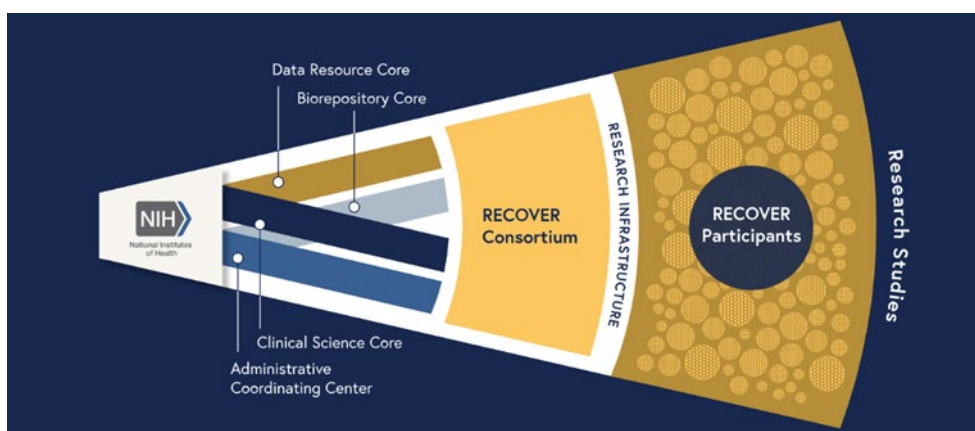 Data Resource Core
Biorepository Core
NIH
National Institutes
of Health
Clinical Science Core
Administrative
Coordinating Center
RECOVER
Consortium
RESEARCH INFRASTRUCTURE
RECOVER
Participants
Research Studies